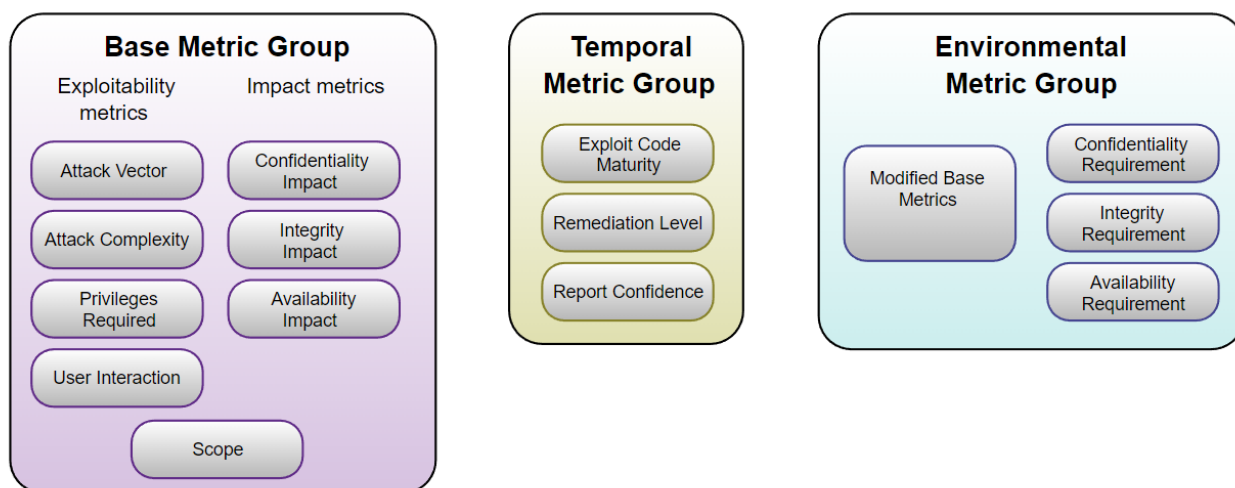 Base Metric Group
Exploitability
metrics
Impact metrics
Attack Vector
Attack Complexity
Privileges
Required
User Interaction
Confidentiality
Impact
Integrity
Impact
Availability
Impact
Scope
Temporal
Metric Group
Exploit Code
Maturity
Remediation Level
Report Confidence
Environmental
Metric Group
Modified Base
Metrics
Confidentiality
Requirement
Integrity
Requirement
Availability
Requirement